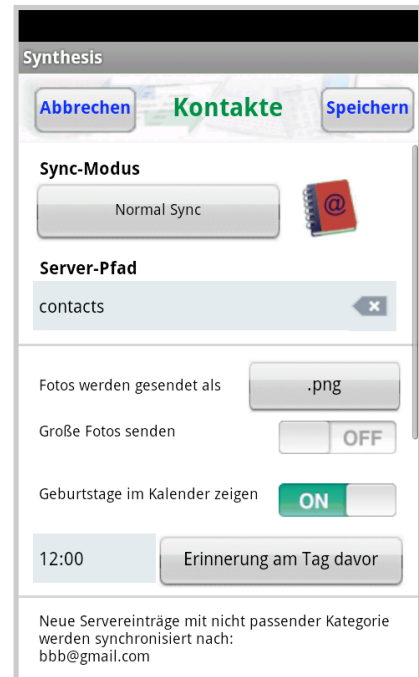 Synthesis
Abbrechen Kontakte Speichern
Sync-Modus
Normal Sync
@
Server-Pfad
contacts
Fotos werden gesendet als .png
Große Fotos senden OFF
Geburtstage im Kalender zeigen ON
12:00 Erinnerung am Tag davor
Neue Servereinträge mit nicht passender Kategorie
werden synchronisiert nach:
bbb@gmail.com